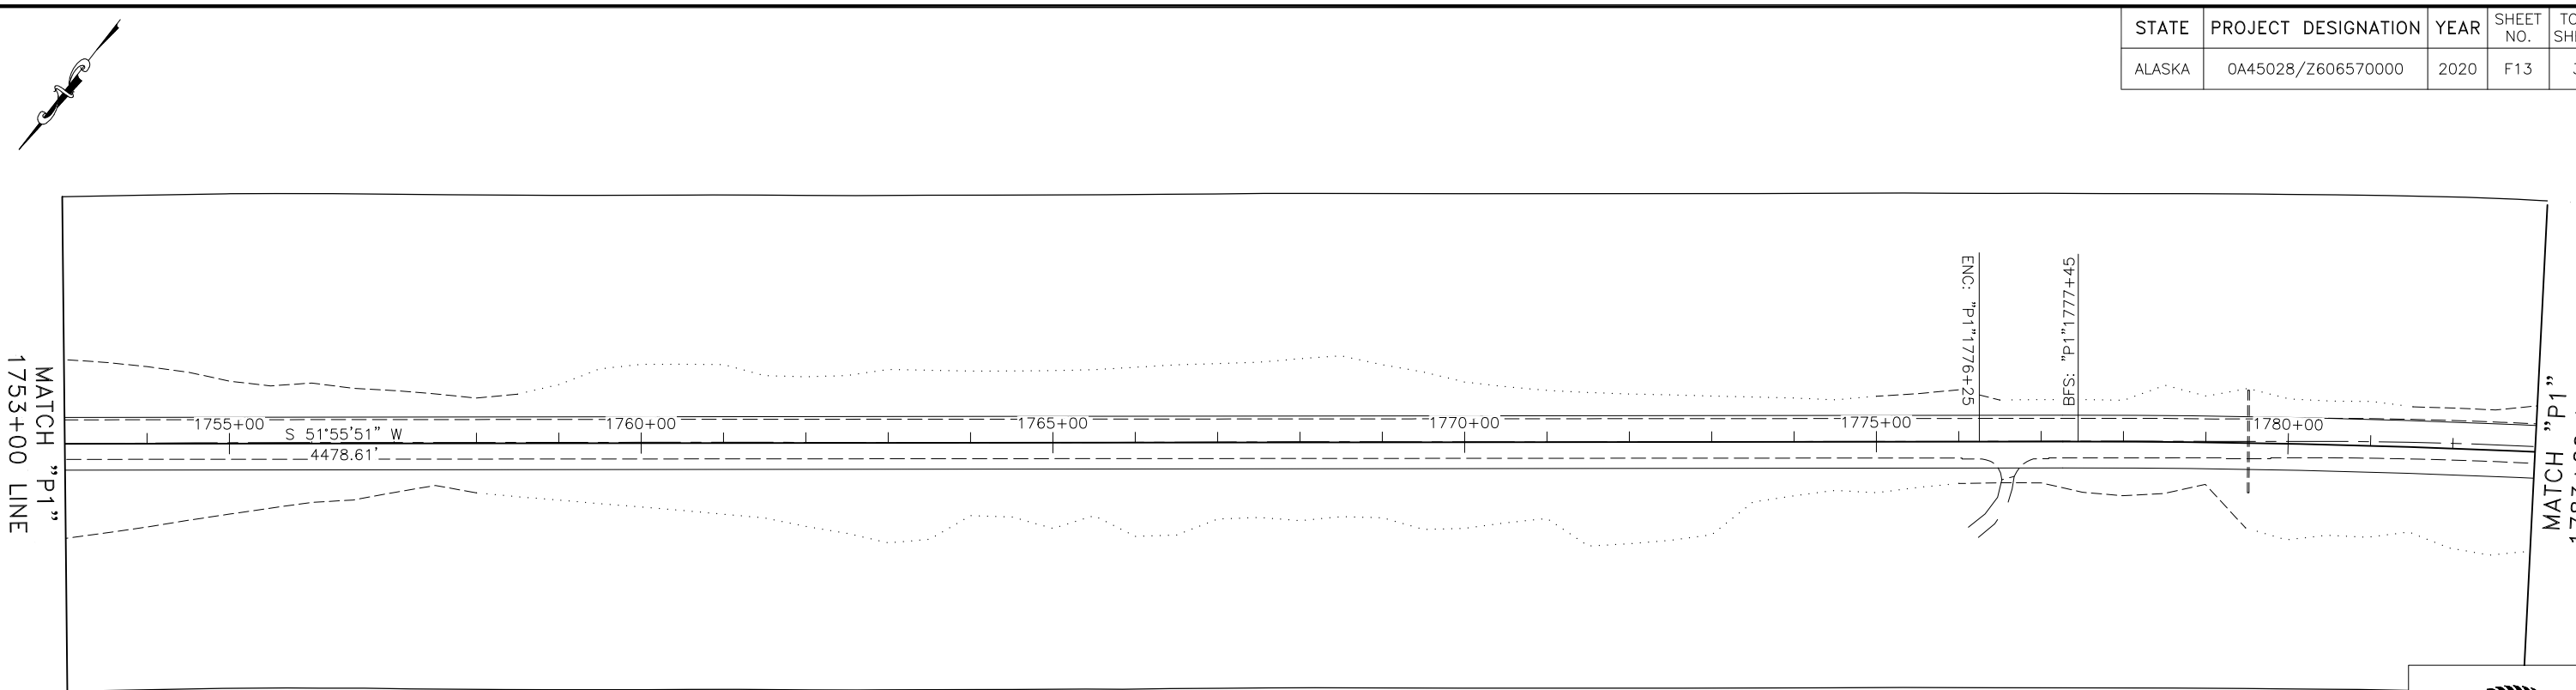 STATE PROJECT DESIGNATION YEAR SHEET NO.
ALASKA 0A45028/Z606570000 2020 F13
ENC: "P1"1776+25
BFS: "P1"1777+45
1755+00 1760+00 1765+00 1770+00 1775+00 1780+00
S 51°55'51" W
4478.61'
MATCH "P1"
1753+00 LINE
MATCH "P1"